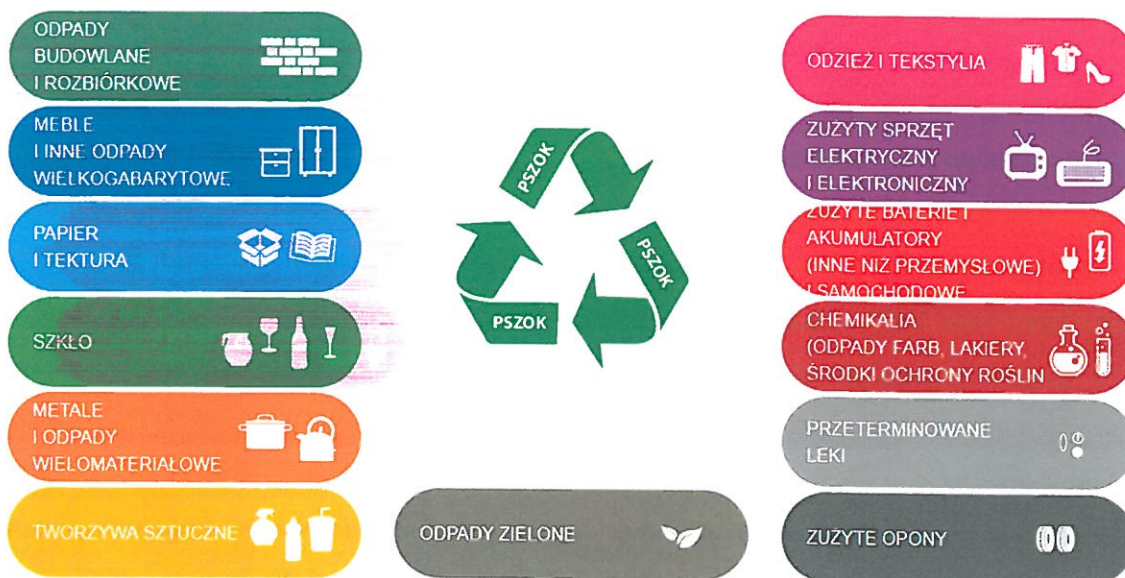 ODPADY
BUDOWLANE
I ROZBIÓRKOWE
MEBLE
I INNE ODPADY
WIELKOGABARYTOWE
PAPIER
I TEKTURA
SZKŁO
METALE
I ODPADY
WIELOMATERIAŁOWE
TWORZYWA SZTUCZNE
PSZOK
PSZOK
PSZOK
ODPADY ZIELONE
ODZIEŻ I TEKSTYLIA
ZUŻYTY SPRZĘT
ELEKTRYCZNY
I ELEKTRONICZNY
ZUŻYTE BATERIE I
AKUMULATORY
(INNE NIŻ PRZEMYSŁOWE)
I SAMOCHODOWE
CHEMIKALIA
(ODPADY FARB, LAKIERY,
ŚRODKI OCHRONY ROŚLIN
PRZETERMINOWANE
LEKI
ZUŻYTE OPONY